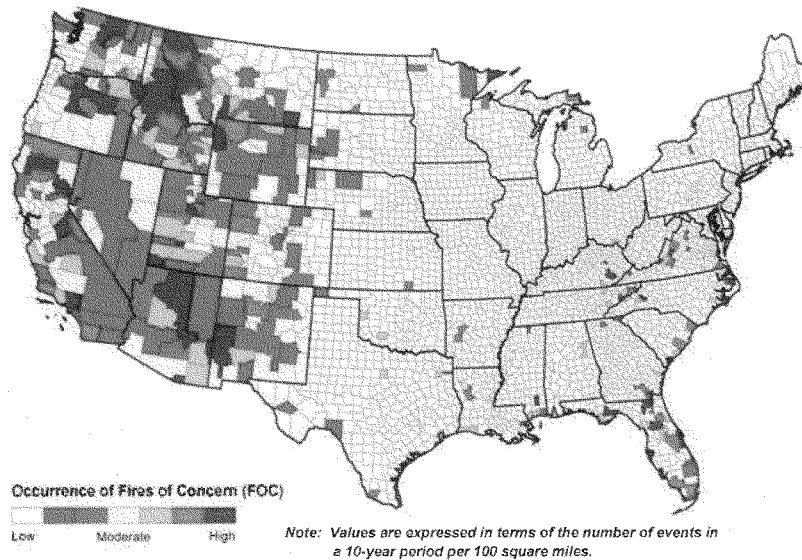 Occurrence of Fires of Concern (FOC)
Low Moderate High
Note: Values are expressed in terms of the number of events in
a 10-year period per 100 square miles.